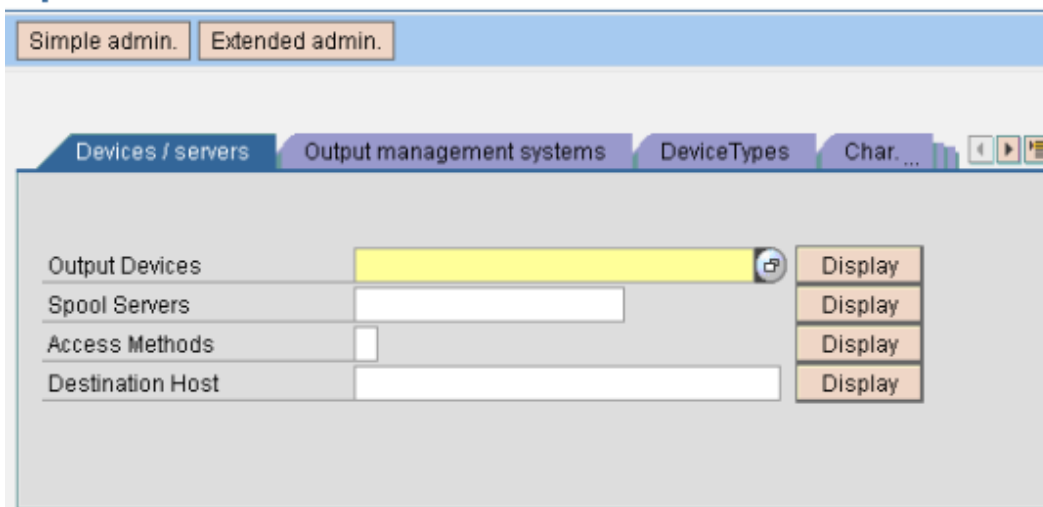 Simple admin. Extended admin.
Devices / servers Output management systems DeviceTypes Char. ...
Output Devices Display
Spool Servers Display
Access Methods Display
Destination Host Display